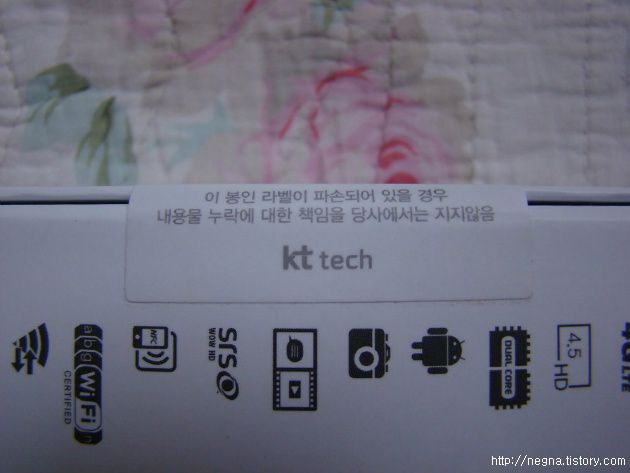 이 봉인 라벨이 파손되어 있을 경우
내용물 누락에 대한 책임을 당사에서는 지지않음
kt tech
a b g WiFi n
CERTIFIED
NFC
SRS
WOW HD
DUAL CORE
4.5
HD
4G LTE
http://negna.tistory.com